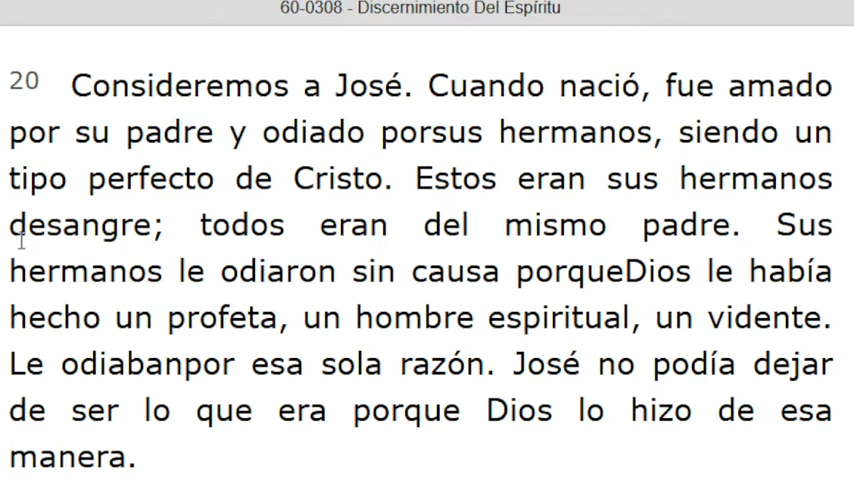 60-0308 - Discernimiento Del Espíritu
20 Consideremos a José. Cuando nació, fue amado
por su padre y odiado porsus hermanos, siendo un
tipo perfecto de Cristo. Estos eran sus hermanos
desangre; todos eran del mismo padre. Sus
hermanos le odiaron sin causa porqueDios le había
hecho un profeta, un hombre espiritual, un vidente.
Le odiabanpor esa sola razón. José no podía dejar
de ser lo que era porque Dios lo hizo de esa
manera.